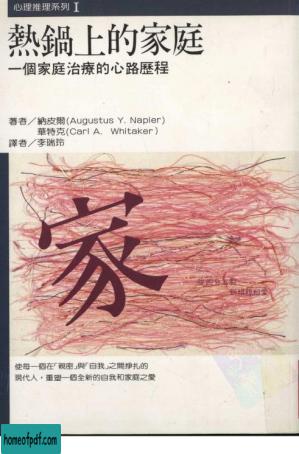 心理推理系列 I
熱鍋上的家庭
一個家庭治療的心路歷程
著者／納皮爾(Augustus Y. Napier)
華特克(Carl A. Whitaker)
譯者／李瑞玲
家
使每一個在「親密」與「自我」之間掙扎的
現代人，重塑一個全新的自我和家庭之愛
homeofpdf.com
homeofpdf.com